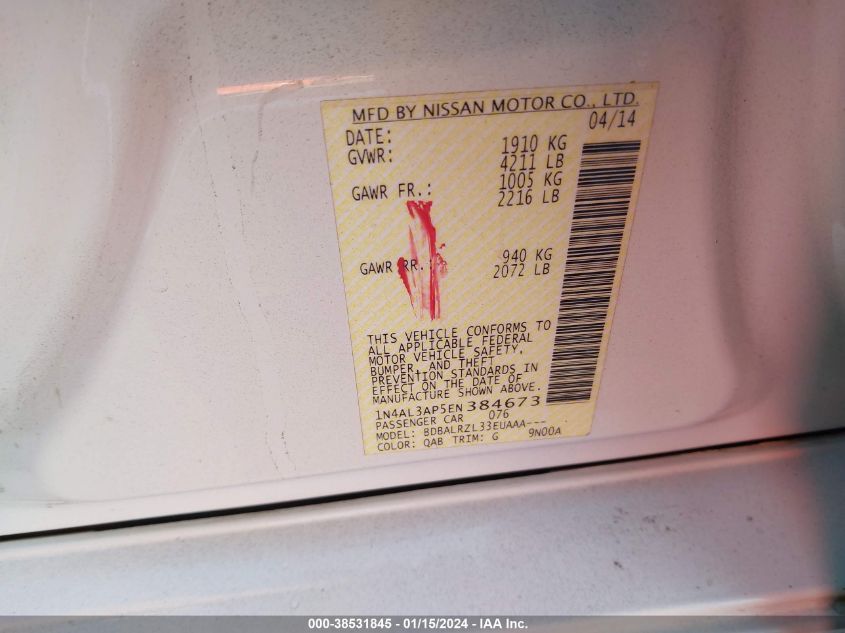 MFD BY NISSAN MOTOR CO., LTD.
DATE: 04/14
GVWR: 1910 KG
4211 LB
GAWR FR.: 1005 KG
2216 LB
GAWR RR.: 940 KG
2072 LB
THIS VEHICLE CONFORMS TO
ALL APPLICABLE FEDERAL
MOTOR VEHICLE SAFETY,
BUMPER, AND THEFT
PREVENTION STANDARDS IN
EFFECT ON THE DATE OF
MANUFACTURE SHOWN ABOVE.
1N4AL3AP5EN384673
PASSENGER CAR 076
MODEL: BDBALRZL33EUAAA---
COLOR: QAB TRIM: G 9N00A
000-38531845 - 01/15/2024 - IAA Inc.